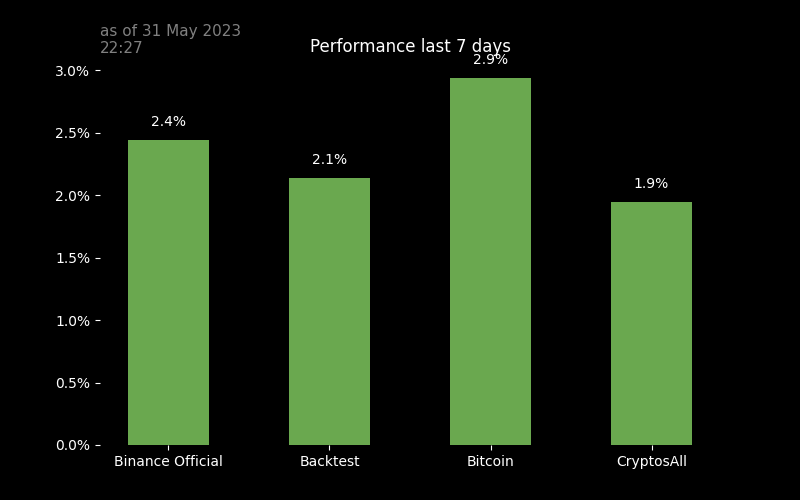 as of 31 May 2023
22:27
Performance last 7 days
3.0%
2.5%
2.0%
1.5%
1.0%
0.5%
0.0%
2.4%
2.1%
2.9%
1.9%
Binance Official
Backtest
Bitcoin
CryptosAll